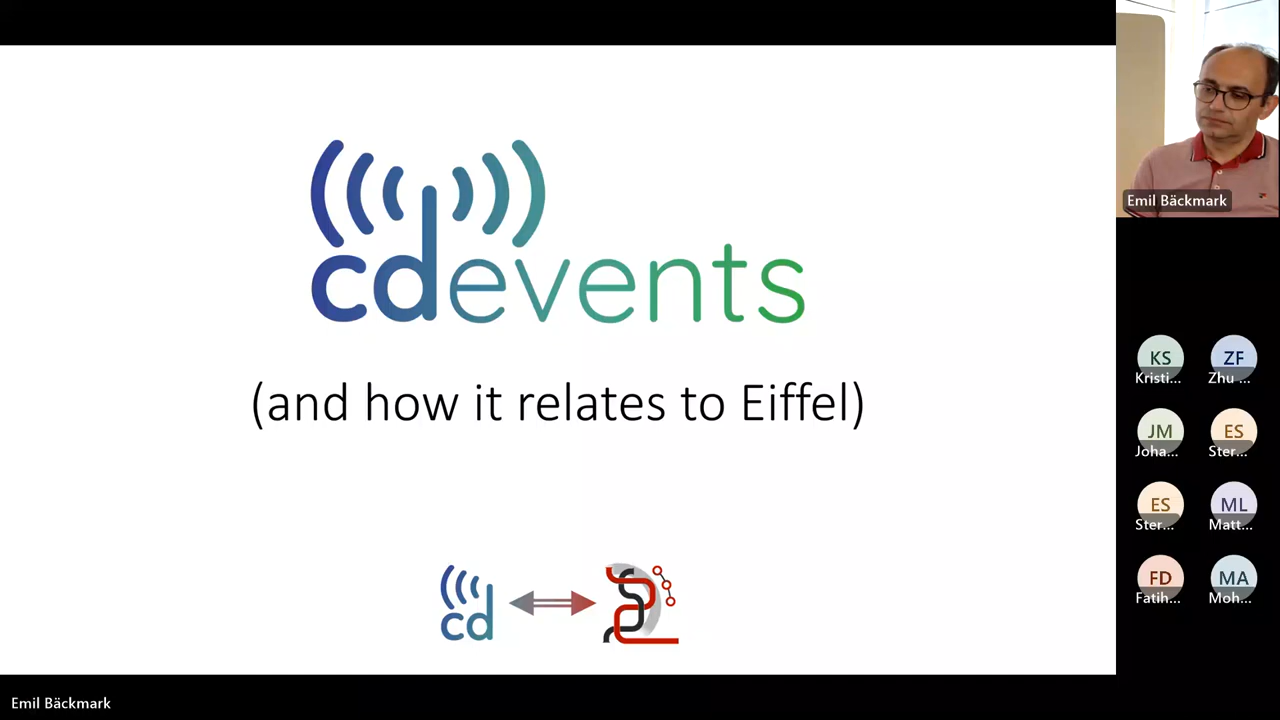 cdevents
(and how it relates to Eiffel)
cd
Emil Bäckmark
KS
ZF
Kristi...
Zhu ...
JM
ES
Joha...
Ster...
ES
ML
Ster...
Matt...
FD
MA
Fatih...
Moh...
Emil Bäckmark